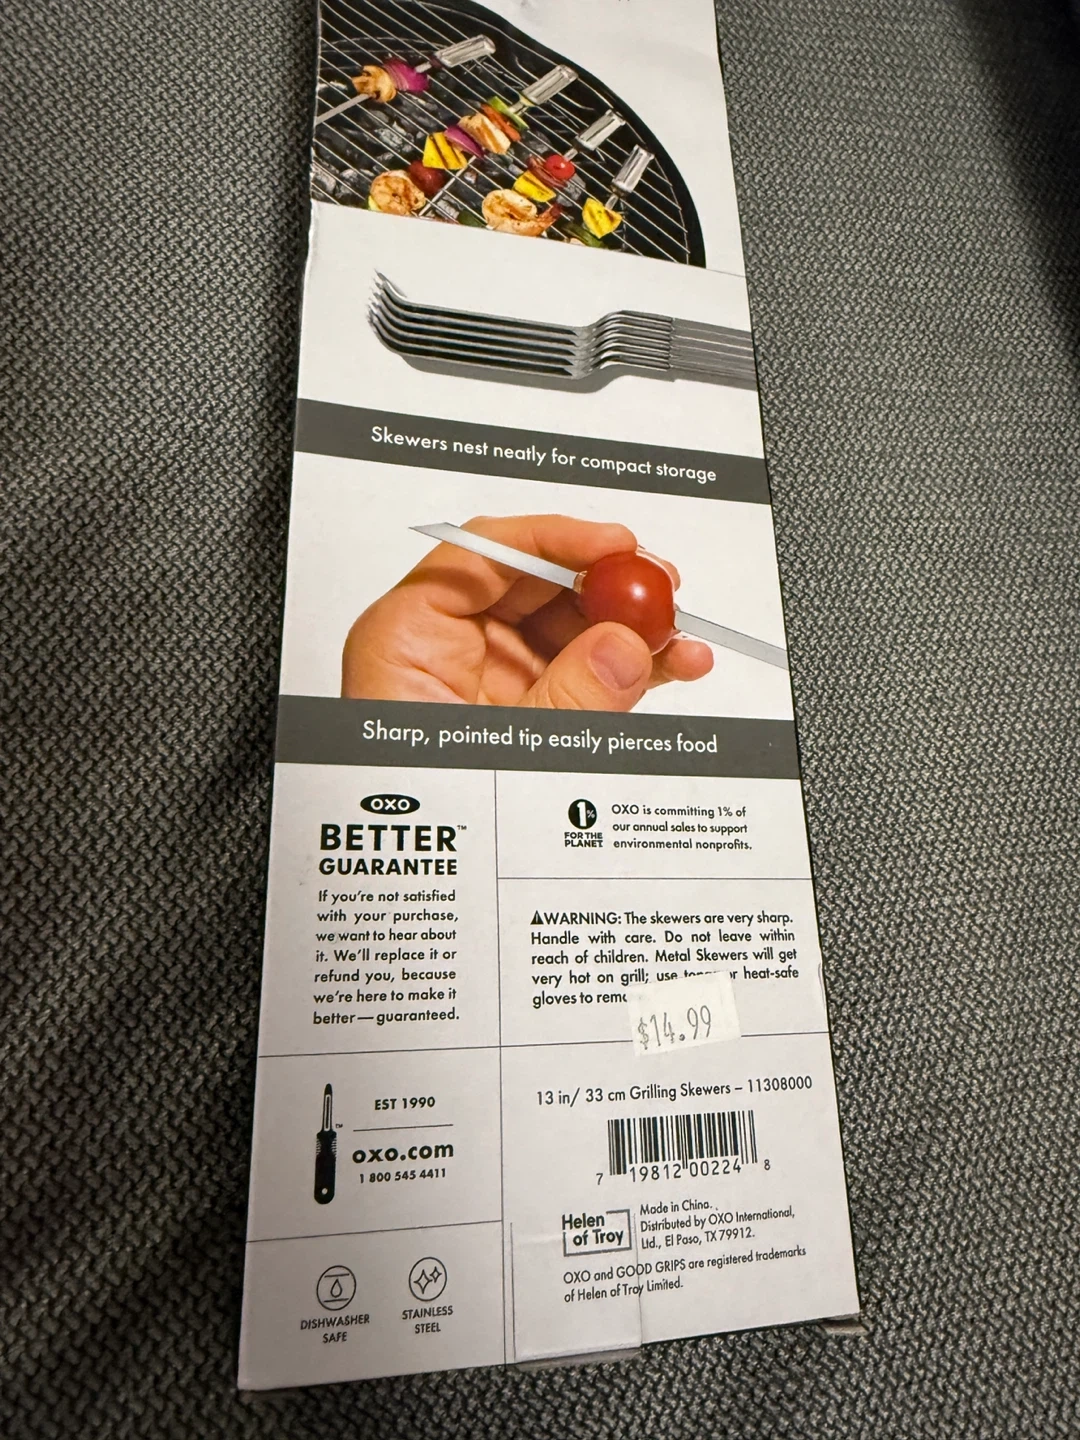 Skewers nest neatly for compact storage
Sharp, pointed tip easily pierces food
OXO
BETTER™
GUARANTEE
If you're not satisfied
with your purchase,
we want to hear about
it. We'll replace it or
refund you, because
we're here to make it
better—guaranteed.
1%
FOR THE
PLANET
OXO is committing 1% of
our annual sales to support
environmental nonprofits.
⚠WARNING: The skewers are very sharp.
Handle with care. Do not leave within
reach of children. Metal Skewers will get
very hot on grill; use heat-safe
gloves to
$14.99
EST 1990
™
oxo.com
1 800 545 4411
13 in/ 33 cm Grilling Skewers – 11308000
7 19812 00224 8
Helen
of Troy
Made in China.
Distributed by OXO International,
Ltd., El Paso, TX 79912.
OXO and GOOD GRIPS are registered trademarks
of Helen of Troy Limited.
DISHWASHER
SAFE
STAINLESS
STEEL